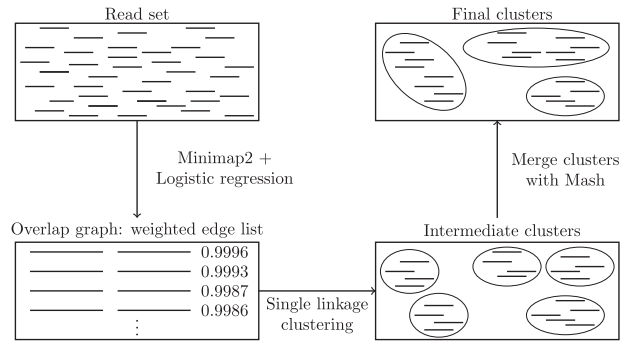 Read set
Final clusters
Minimap2 +
Logistic regression
Merge clusters
with Mash
Overlap graph: weighted edge list
Intermediate clusters
0.9996
0.9993
0.9987
0.9986
⋮
Single linkage
clustering